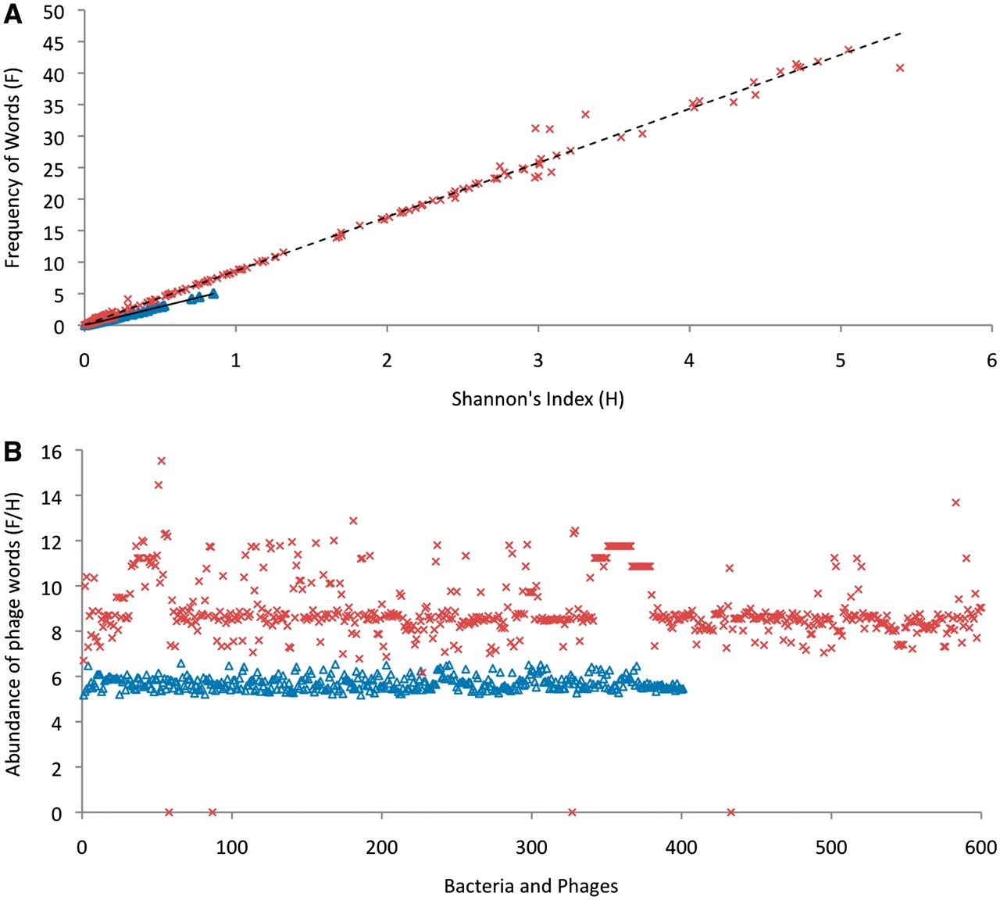 A
Frequency of Words (F)
50
45
40
35
30
25
20
15
10
5
0
0 1 2 3 4 5 6
Shannon's Index (H)
B
Abundance of phage words (F/H)
16
14
12
10
8
6
4
2
0
0 100 200 300 400 500 600
Bacteria and Phages